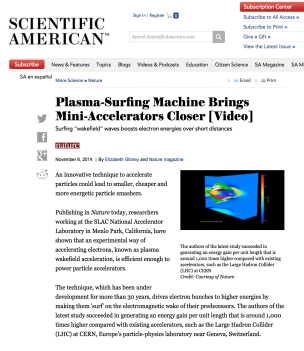 Subscription Center
Subscribe to All Access >
Subscribe to Print >
Give a Gift >
View the Latest Issue >
Sign In | Register
SCIENTIFIC
AMERICAN™
Search ScientificAmerican.com
Subscribe
News & Features
Topics
Blogs
Videos & Podcasts
Education
Citizen Science
SA Magazine
SA en español
More Science » Nature
Email
Print
Plasma-Surfing Machine Brings
Mini-Accelerators Closer [Video]
Surfing "wakefield" waves boosts electron energies over short distances
nature
November 6, 2014 | By Elizabeth Gibney and Nature magazine
An innovative technique to accelerate
particles could lead to smaller, cheaper and
more energetic particle smashers.
Publishing in Nature today, researchers
working at the SLAC National Accelerator
Laboratory in Menlo Park, California, have
shown that an experimental way of
accelerating electrons, known as plasma
wakefield acceleration, is efficient enough to
power particle accelerators.
The authors of the latest study succeeded in
generating an energy gain per unit length that is
around 1,000 times higher compared with existing
accelerators, such as the Large Hadron Collider
(LHC) at CERN
Credit: Courtesy of Nature
The technique, which has been under
development for more than 30 years, drives electron bunches to higher energies by
making them 'surf' on the electromagnetic wake of their predecessors. The authors of the
latest study succeeded in generating an energy gain per unit length that is around 1,000
times higher compared with existing accelerators, such as the Large Hadron Collider
(LHC) at CERN, Europe's particle-physics laboratory near Geneva, Switzerland.